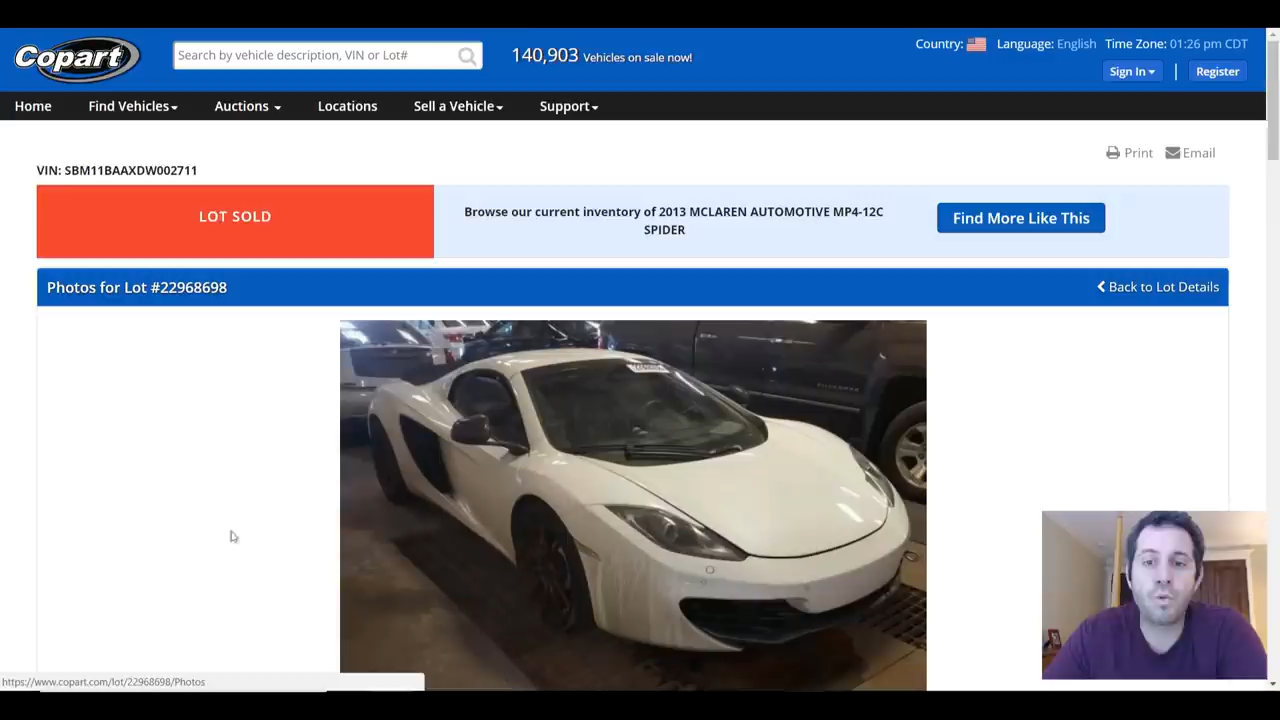 Copart
Search by vehicle description, VIN or Lot#
140,903 Vehicles on sale now!
Country:
Language: English
Time Zone: 01:26 pm CDT
Sign In
Register
Home
Find Vehicles
Auctions
Locations
Sell a Vehicle
Support
Print
Email
VIN: SBM11BAAXDW002711
LOT SOLD
Browse our current inventory of 2013 MCLAREN AUTOMOTIVE MP4-12C
SPIDER
Find More Like This
Photos for Lot #22968698
Back to Lot Details
https://www.copart.com/lot/22968698/Photos